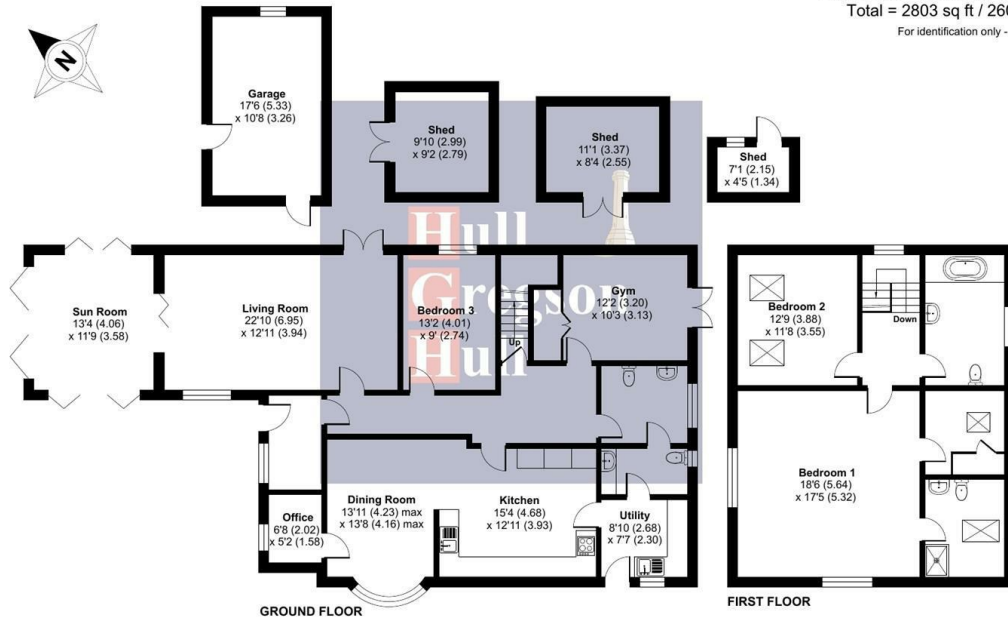 Total = 2803 sq ft / 260
For identification only -
N
Garage
17'6 (5.33)
x 10'8 (3.26)
Shed
9'10 (2.99)
x 9'2 (2.79)
Shed
11'1 (3.37)
x 8'4 (2.55)
Shed
7'1 (2.15)
x 4'5 (1.34)
Hull
Gregson
Hull
Sun Room
13'4 (4.06)
x 11'9 (3.58)
Living Room
22'10 (6.95)
x 12'11 (3.94)
Bedroom 3
13'2 (4.01)
x 9' (2.74)
Up
Gym
12'2 (3.20)
x 10'3 (3.13)
Bedroom 2
12'9 (3.88)
x 11'8 (3.55)
Down
Dining Room
13'11 (4.23) max
x 13'8 (4.16) max
Kitchen
15'4 (4.68)
x 12'11 (3.93)
Office
6'8 (2.02)
x 5'2 (1.58)
Utility
8'10 (2.68)
x 7'7 (2.30)
Bedroom 1
18'6 (5.64)
x 17'5 (5.32)
GROUND FLOOR
FIRST FLOOR